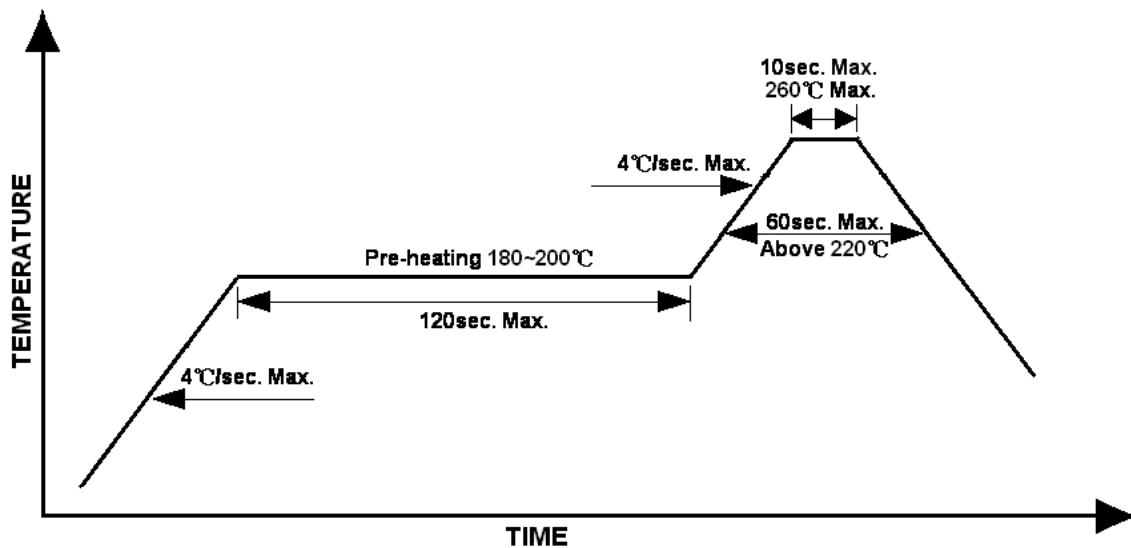 10sec. Max.
260℃ Max.
4℃/sec. Max.
60sec. Max.
Above 220℃
Pre-heating 180~200℃
120sec. Max.
4℃/sec. Max.
TEMPERATURE
TIME